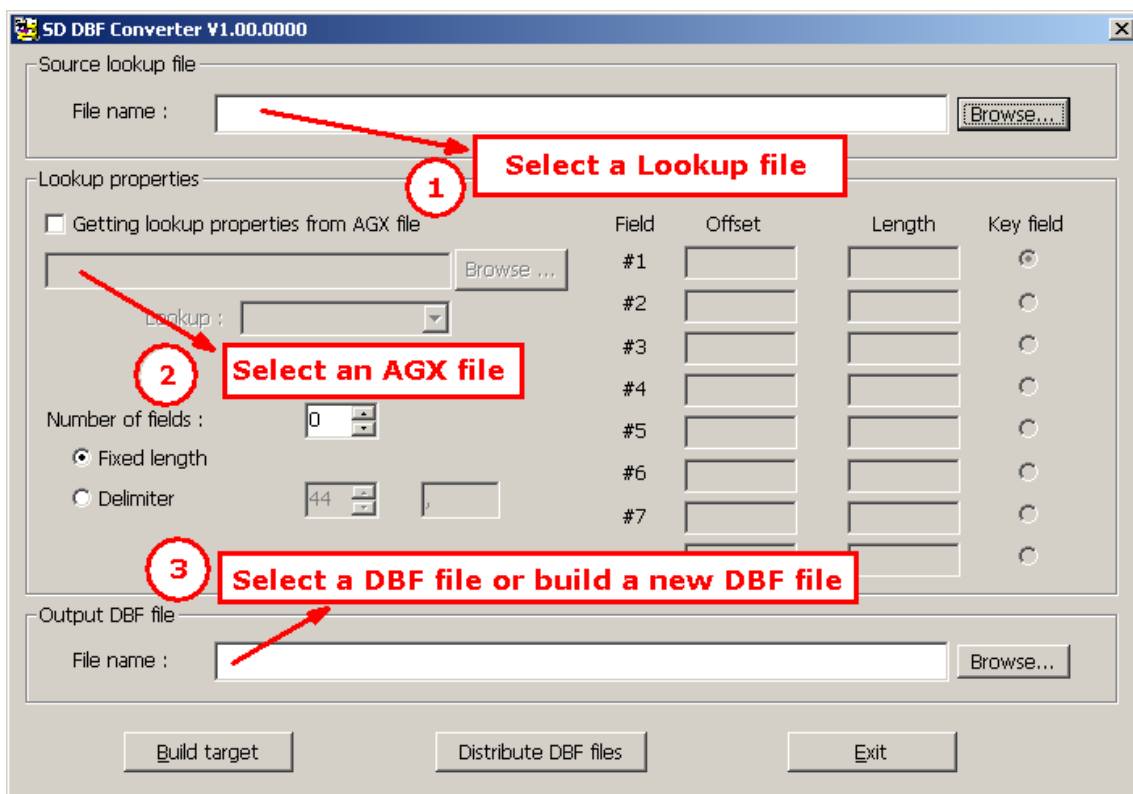 SD DBF Converter V1.00.0000
Source lookup file
File name :
Browse...
Select a Lookup file
1
Lookup properties
Getting lookup properties from AGX file
Field Offset Length Key field
Browse ...
#1
Lookup :
#2
#3
2
Select an AGX file
#4
Number of fields : 0
#5
Fixed length
#6
Delimiter 44 ,
#7
3
Select a DBF file or build a new DBF file
Output DBF file
File name :
Browse...
Build target Distribute DBF files Exit